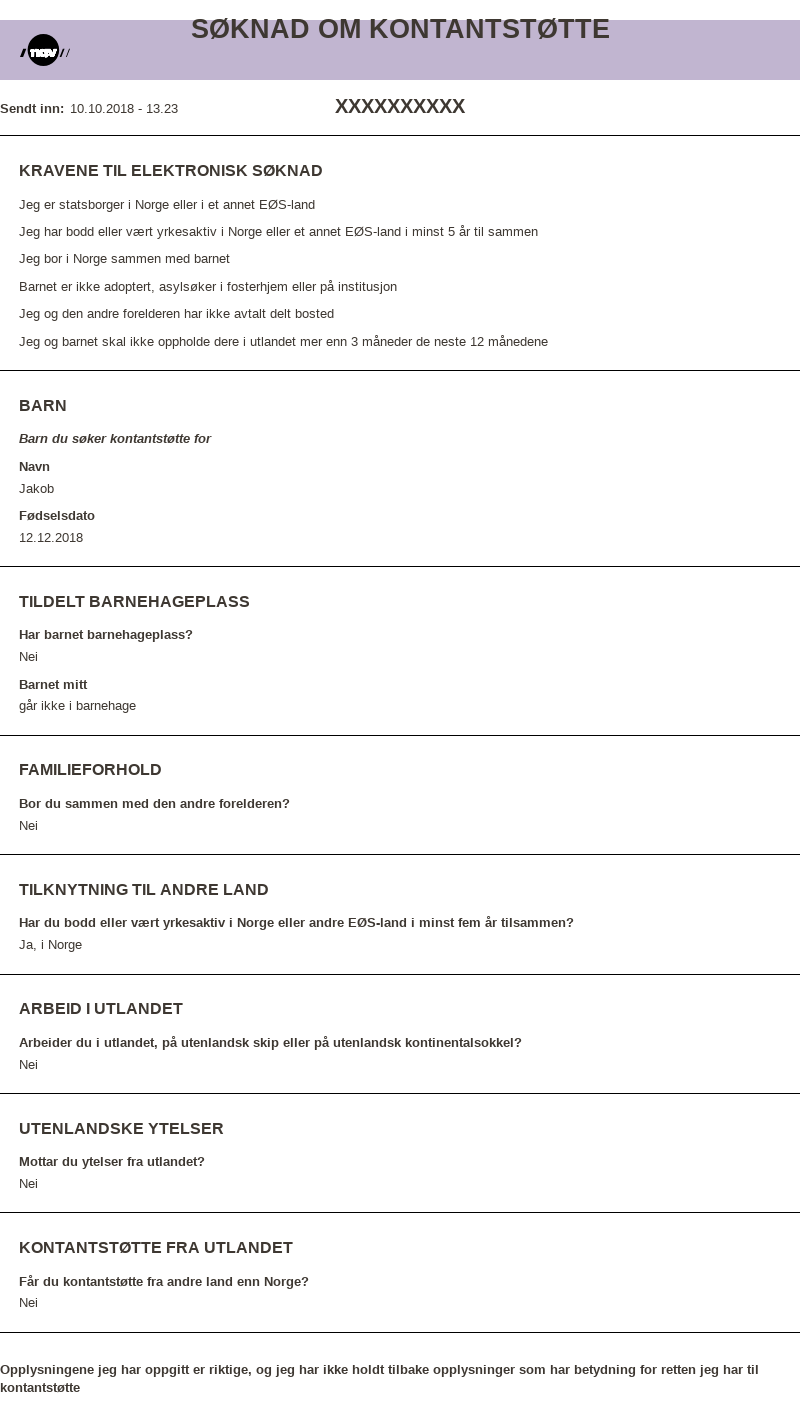 SØKNAD OM KONTANTSTØTTE
nav
Sendt inn: 10.10.2018 - 13.23
XXXXXXXXXX
KRAVENE TIL ELEKTRONISK SØKNAD
Jeg er statsborger i Norge eller i et annet EØS-land
Jeg har bodd eller vært yrkesaktiv i Norge eller et annet EØS-land i minst 5 år til sammen
Jeg bor i Norge sammen med barnet
Barnet er ikke adoptert, asylsøker i fosterhjem eller på institusjon
Jeg og den andre forelderen har ikke avtalt delt bosted
Jeg og barnet skal ikke oppholde dere i utlandet mer enn 3 måneder de neste 12 månedene
BARN
Barn du søker kontantstøtte for
Navn
Jakob
Fødselsdato
12.12.2018
TILDELT BARNEHAGEPLASS
Har barnet barnehageplass?
Nei
Barnet mitt
går ikke i barnehage
FAMILIEFORHOLD
Bor du sammen med den andre forelderen?
Nei
TILKNYTNING TIL ANDRE LAND
Har du bodd eller vært yrkesaktiv i Norge eller andre EØS-land i minst fem år tilsammen?
Ja, i Norge
ARBEID I UTLANDET
Arbeider du i utlandet, på utenlandsk skip eller på utenlandsk kontinentalsokkel?
Nei
UTENLANDSKE YTELSER
Mottar du ytelser fra utlandet?
Nei
KONTANTSTØTTE FRA UTLANDET
Får du kontantstøtte fra andre land enn Norge?
Nei
Opplysningene jeg har oppgitt er riktige, og jeg har ikke holdt tilbake opplysninger som har betydning for retten jeg har til
kontantstøtte